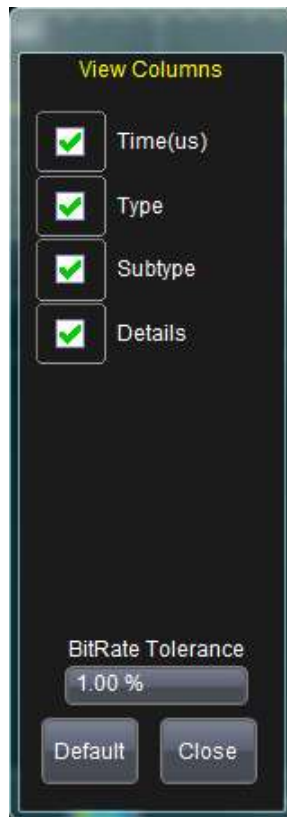 View Columns
Time(us)
Type
Subtype
Details
BitRate Tolerance
1.00 %
Default Close